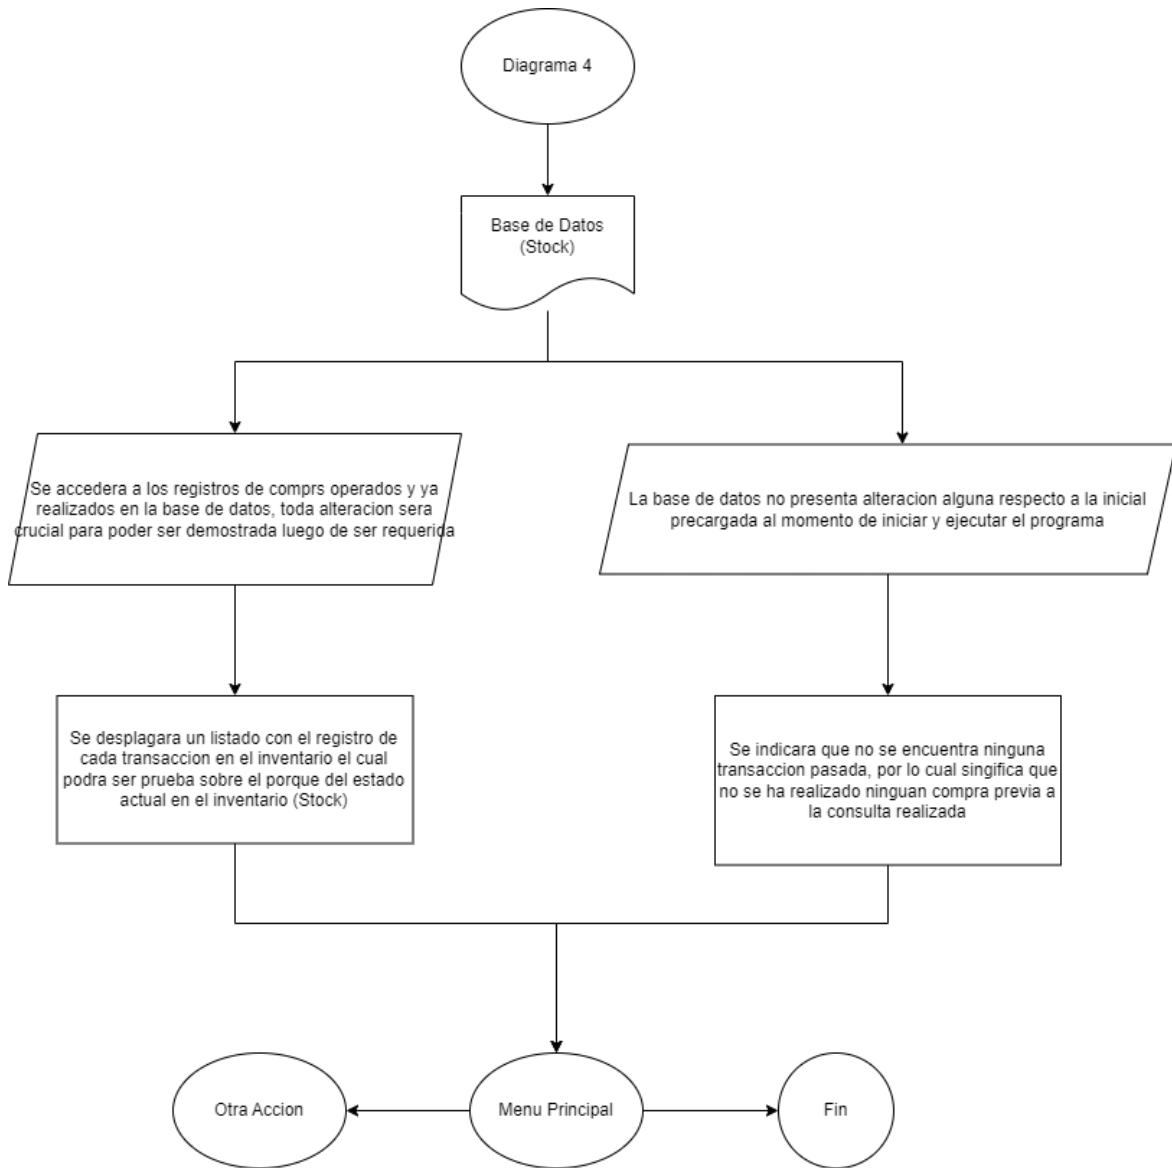 Diagrama 4
Base de Datos
(Stock)
Se accedera a los registros de comprs operados y ya
realizados en la base de datos, toda alteracion sera
crucial para poder ser demostrada luego de ser requerida
La base de datos no presenta alteracion alguna respecto a la inicial
precargada al momento de iniciar y ejecutar el programa
Se desplagara un listado con el registro de
cada transaccion en el inventario el cual
podra ser prueba sobre el porque del estado
actual en el inventario (Stock)
Se indicara que no se encuentra ninguna
transaccion pasada, por lo cual singifica que
no se ha realizado ninguan compra previa a
la consulta realizada
Otra Accion
Menu Principal
Fin